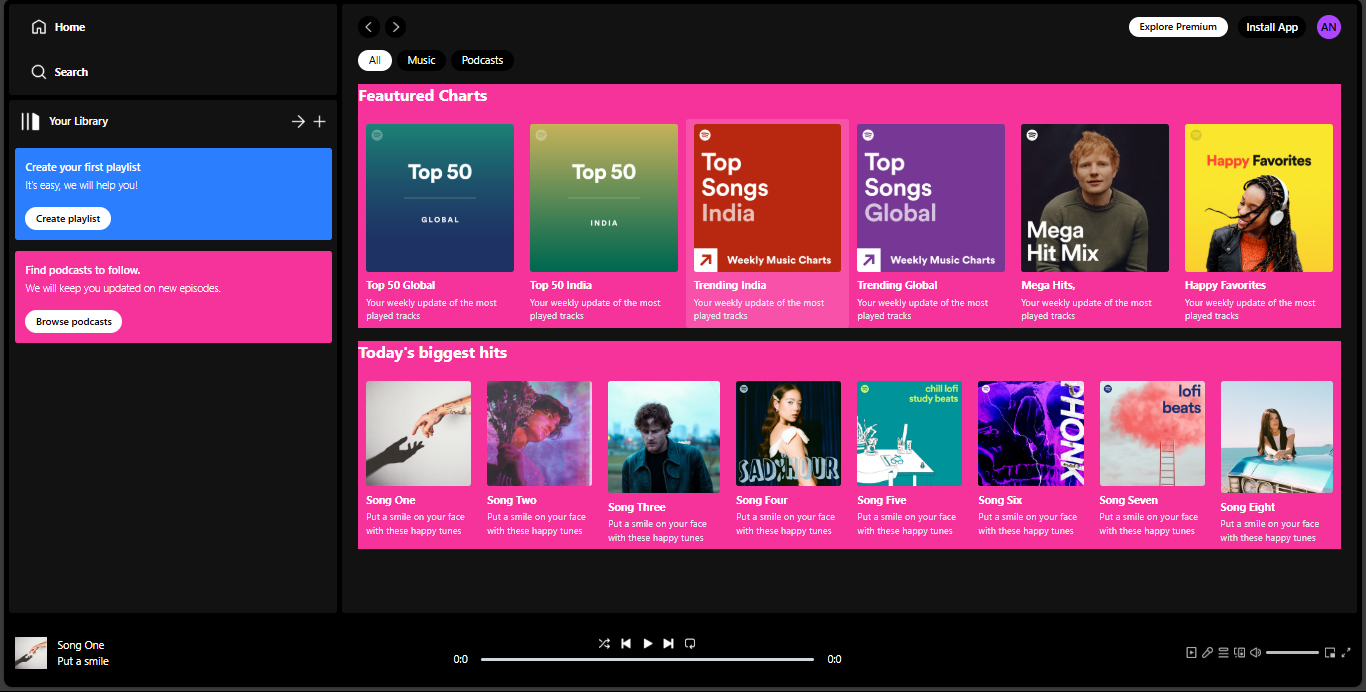 Home
Search
Your Library
Create your first playlist
It's easy, we will help you!
Create playlist
Find podcasts to follow.
We will keep you updated on new episodes.
Browse podcasts
Explore Premium
Install App
AN
All
Music
Podcasts
Feautured Charts
Top 50
GLOBAL
Top 50 Global
Your weekly update of the most
played tracks
Top 50
INDIA
Top 50 India
Your weekly update of the most
played tracks
Top
Songs
India
Weekly Music Charts
Trending India
Your weekly update of the most
played tracks
Top
Songs
Global
Weekly Music Charts
Trending Global
Your weekly update of the most
played tracks
Mega
Hit Mix
Mega Hits,
Your weekly update of the most
played tracks
Happy Favorites
Happy Favorites
Your weekly update of the most
played tracks
Today's biggest hits
Song One
Put a smile on your face
with these happy tunes
Song Two
Put a smile on your face
with these happy tunes
Song Three
Put a smile on your face
with these happy tunes
SAD HOUR
Song Four
Put a smile on your face
with these happy tunes
chill lofi
study beats
Song Five
Put a smile on your face
with these happy tunes
PHONK
Song Six
Put a smile on your face
with these happy tunes
lofi
beats
Song Seven
Put a smile on your face
with these happy tunes
Song Eight
Put a smile on your face
with these happy tunes
Song One
Put a smile
0:0
0:0